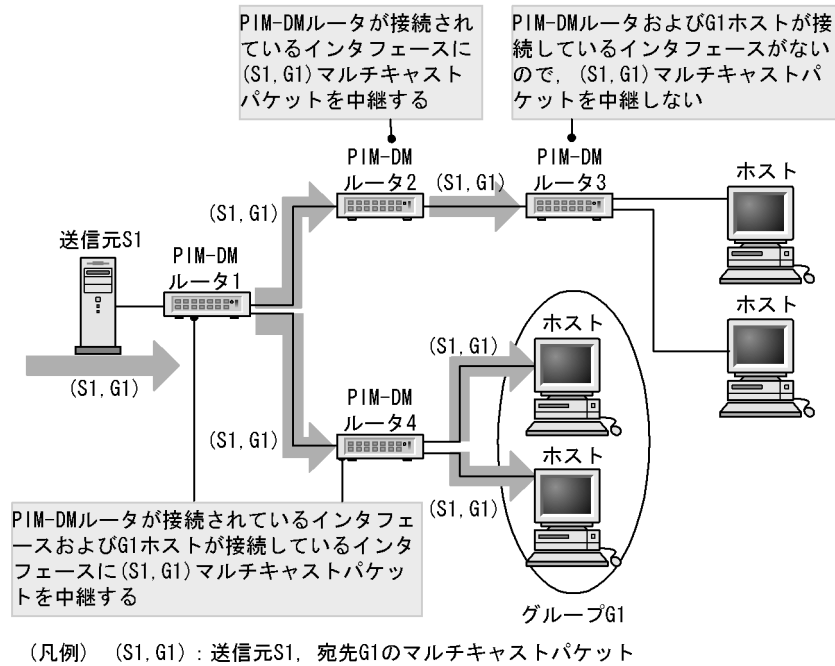 PIM-DMルータが接続され
ているインタフェースに
(S1,G1)マルチキャスト
パケットを中継する
PIM-DMルータおよびG1ホストが接
続しているインタフェースがない
ので，(S1,G1)マルチキャストパ
ケットを中継しない
PIM-DM
ルータ2
(S1,G1)
PIM-DM
ルータ3
ホスト
(S1,G1)
送信元S1
PIM-DM
ルータ1
ホスト
ホスト
(S1,G1)
(S1,G1)
PIM-DM
ルータ4
(S1,G1)
ホスト
(S1,G1)
PIM-DMルータが接続されているインタフェ
ースおよびG1ホストが接続しているインタ
フェースに(S1,G1)マルチキャストパケッ
トを中継する
グループG1
(凡例) (S1,G1)：送信元S1，宛先G1のマルチキャストパケット